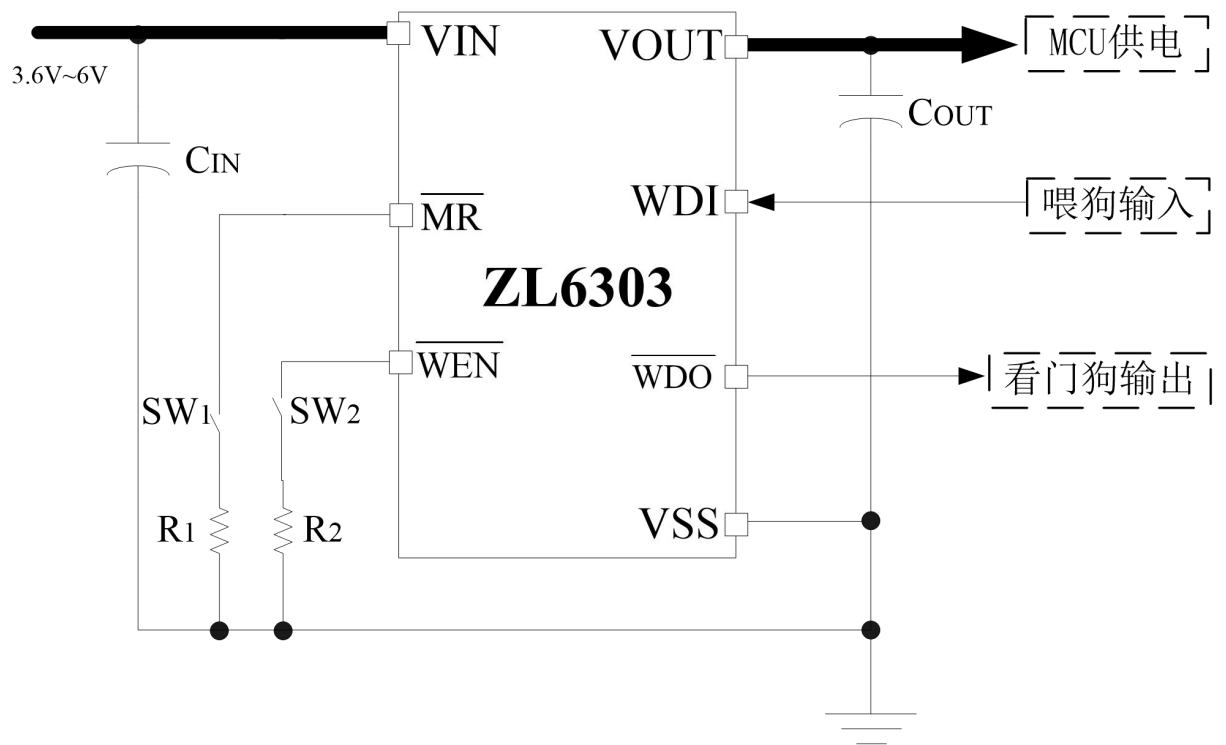 VIN
VOUT
MCU供电
3.6V~6V
COUT
CIN
MR
WDI
喂狗输入
ZL6303
WEN
WDO
看门狗输出
SW1
SW2
R1
R2
VSS